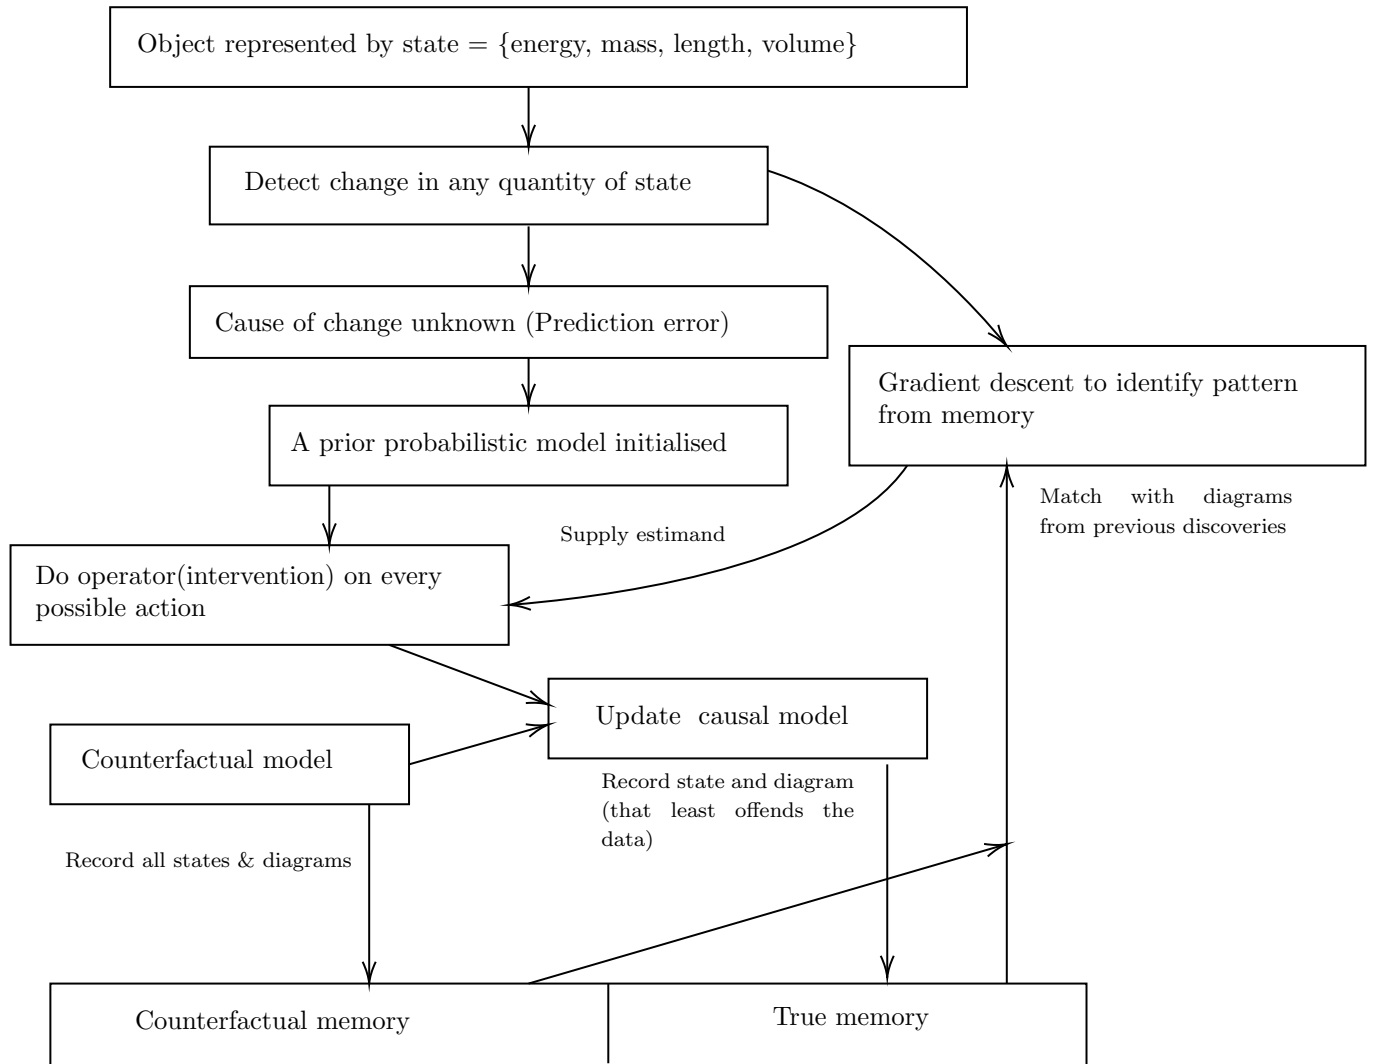 Object represented by state = {energy, mass, length, volume}
Detect change in any quantity of state
Cause of change unknown (Prediction error)
Gradient descent to identify pattern
from memory
A prior probabilistic model initialised
Match with diagrams
from previous discoveries
Supply estimand
Do operator(intervention) on every
possible action
Update causal model
Counterfactual model
Record state and diagram
(that least offends the
data)
Record all states & diagrams
Counterfactual memory
True memory